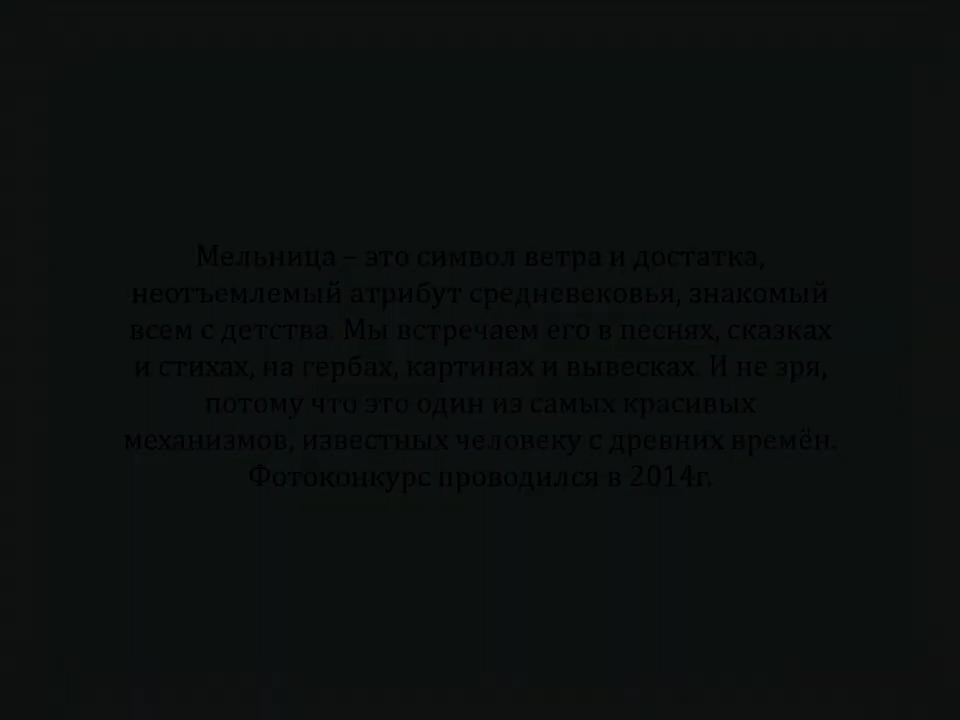 Мельница – это символ ветра и достатка,
неотъемлемый атрибут средневековья, знакомый
всем с детства. Мы встречаем его в песнях, сказках
и стихах, на гербах, картинах и вывесках. И не зря,
потому что это один из самых красивых
механизмов, известных человеку с древних времён.
Фотоконкурс проводился в 2014г.